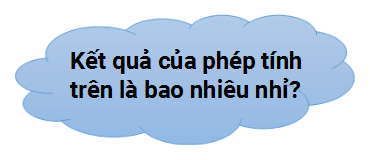 Kết quả của phép tính
trên là bao nhiêu nhỉ?